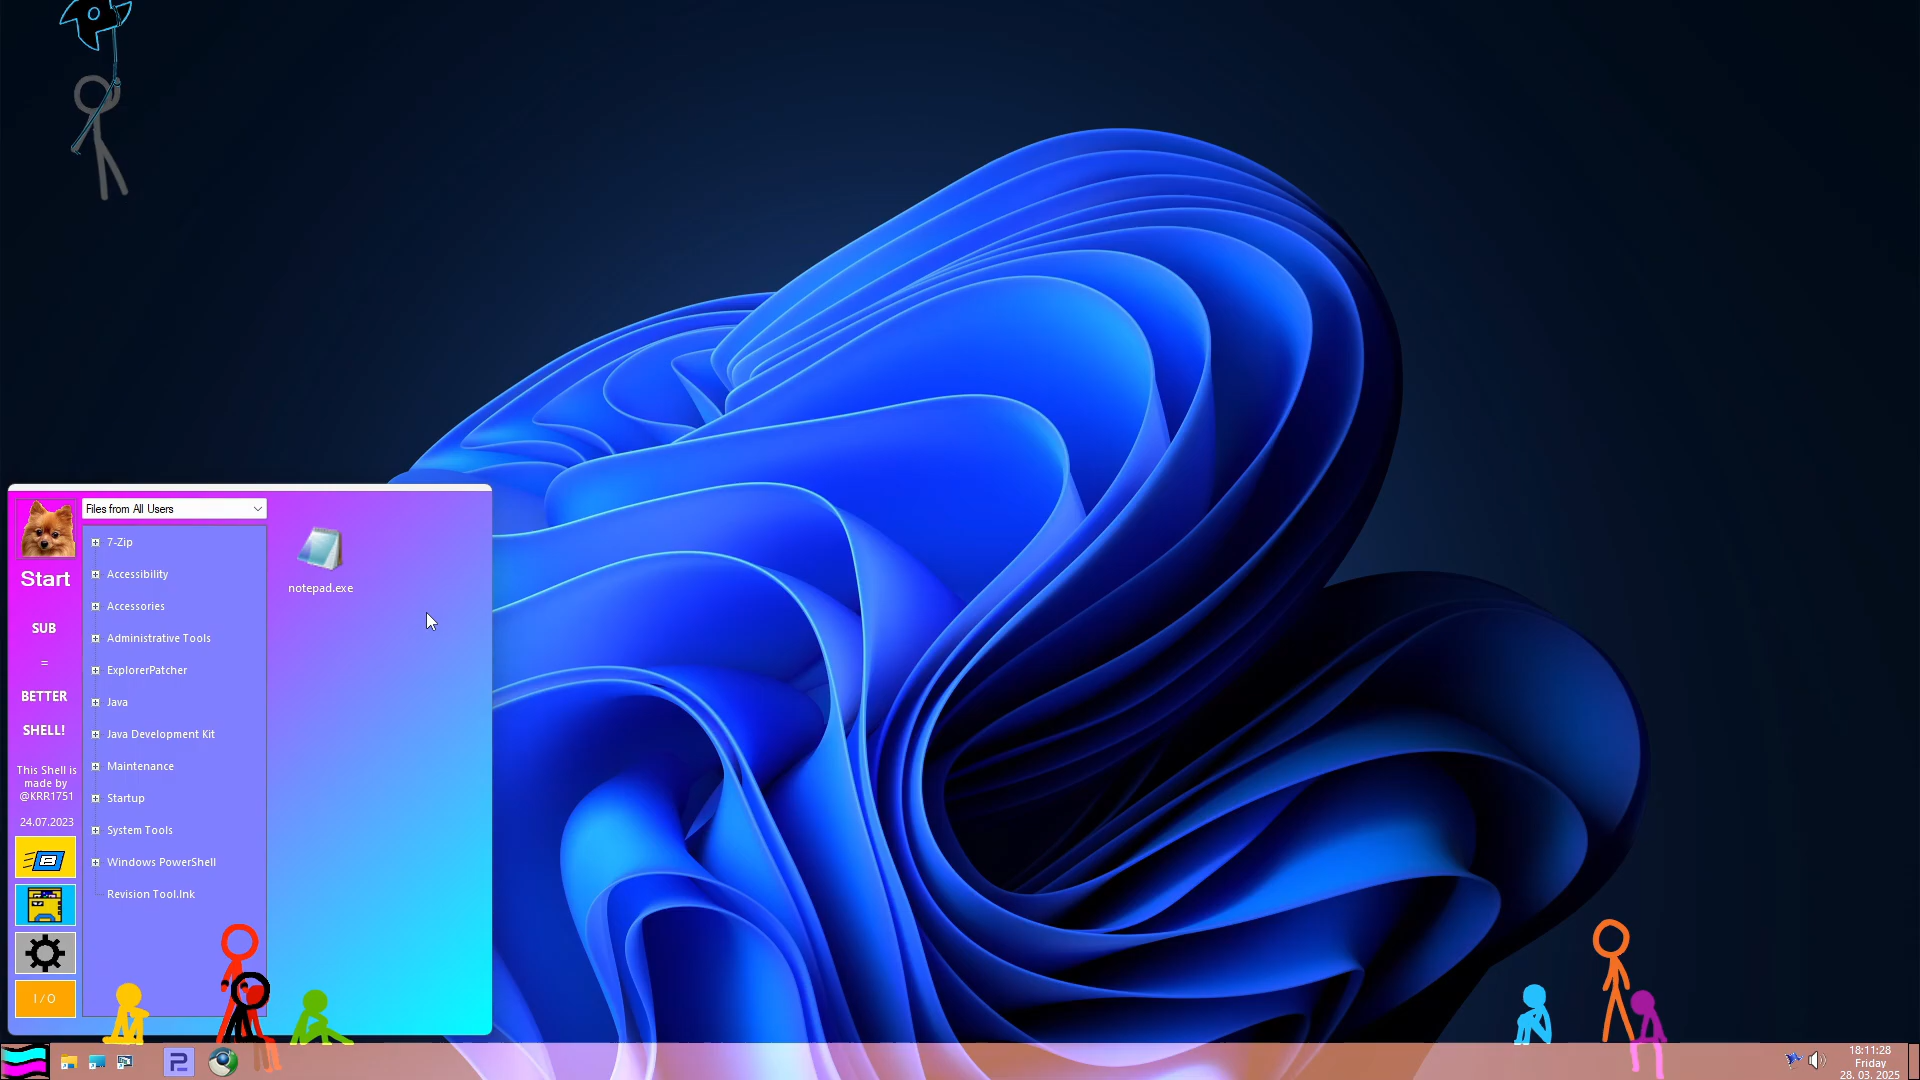 Files from All Users
Start
SUB
=
BETTER
SHELL!
This Shell is
made by
@KRR1751
24.07.2023
I / O
7-Zip
Accessibility
Accessories
Administrative Tools
ExplorerPatcher
Java
Java Development Kit
Maintenance
Startup
System Tools
Windows PowerShell
Revision Tool.lnk
notepad.exe
18:11:28
Friday
28. 03. 2025